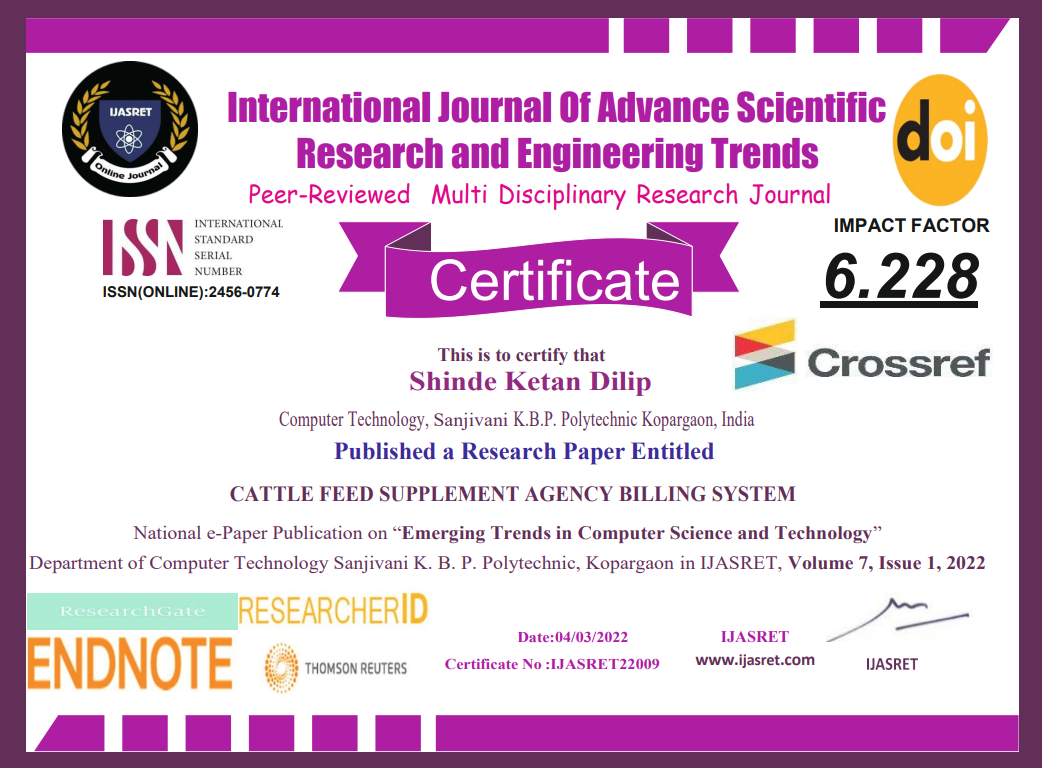 IJASRET
Online Journal
International Journal Of Advance Scientific
Research and Engineering Trends
Peer-Reviewed Multi Disciplinary Research Journal
doi
ISSN
INTERNATIONAL
STANDARD
SERIAL
NUMBER
ISSN(ONLINE):2456-0774
Certificate
IMPACT FACTOR
6.228
Crossref
This is to certify that
Shinde Ketan Dilip
Computer Technology, Sanjivani K.B.P. Polytechnic Kopargaon, India
Published a Research Paper Entitled
CATTLE FEED SUPPLEMENT AGENCY BILLING SYSTEM
National e-Paper Publication on “Emerging Trends in Computer Science and Technology”
Department of Computer Technology Sanjivani K. B. P. Polytechnic, Kopargaon in IJASRET, Volume 7, Issue 1, 2022
ResearchGate
RESEARCHERID
ENDNOTE
THOMSON REUTERS
Date:04/03/2022
Certificate No :IJASRET22009
IJASRET
www.ijasret.com
IJASRET